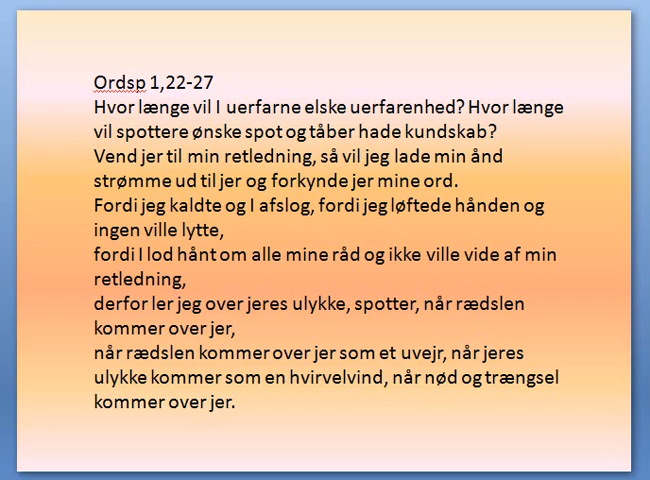 Ordsp 1,22-27
Hvor længe vil I uerfarne elske uerfarenhed? Hvor længe
vil spottere ønske spot og tåber hade kundskab?
Vend jer til min retledning, så vil jeg lade min ånd
strømme ud til jer og forkynde jer mine ord.
Fordi jeg kaldte og I afslog, fordi jeg løftede hånden og
ingen ville lytte,
fordi I lod hånt om alle mine råd og ikke ville vide af min
retledning,
derfor ler jeg over jeres ulykke, spotter, når rædslen
kommer over jer,
når rædslen kommer over jer som et uvejr, når jeres
ulykke kommer som en hvirvelvind, når nød og trængsel
kommer over jer.